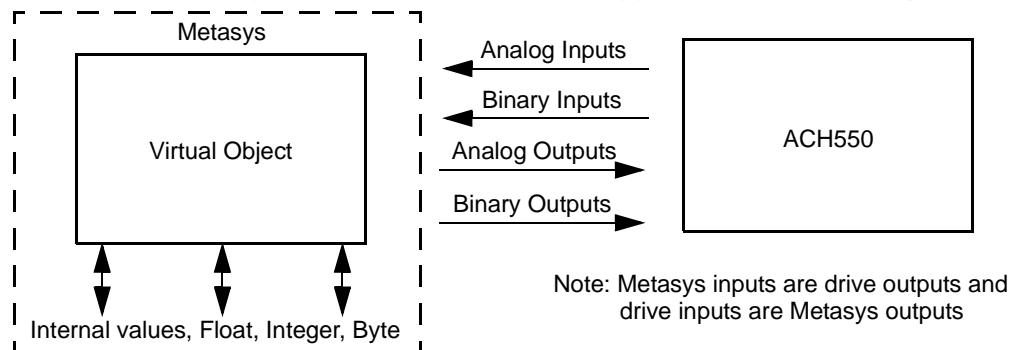 Metasys
Virtual Object
Internal values, Float, Integer, Byte
Analog Inputs
Binary Inputs
Analog Outputs
Binary Outputs
ACH550
Note: Metasys inputs are drive outputs and
drive inputs are Metasys outputs